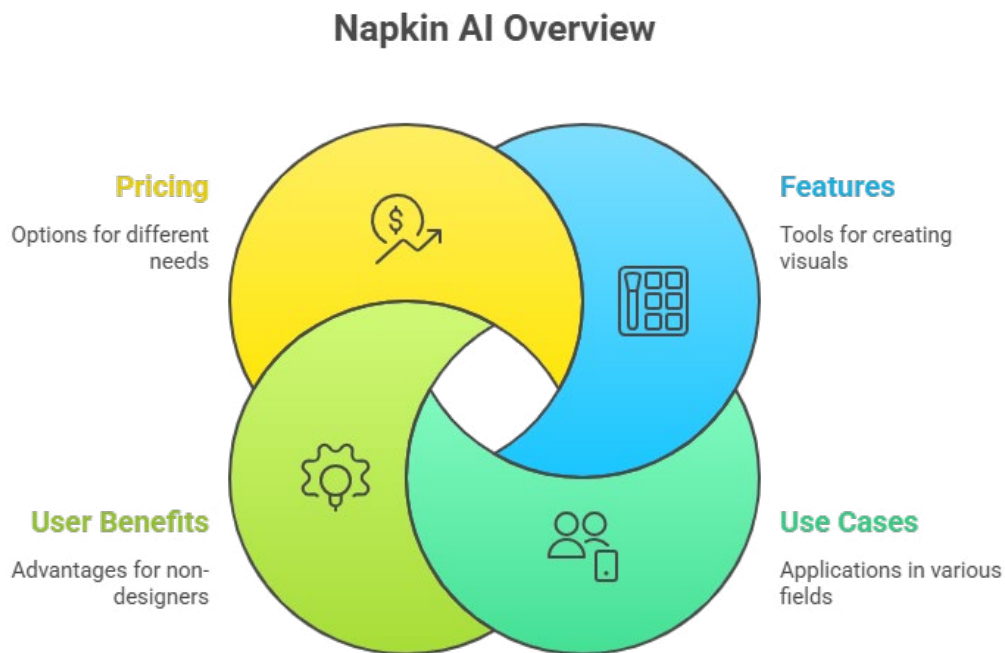 Napkin AI Overview
Pricing
Options for different
needs
Features
Tools for creating
visuals
$
User Benefits
Advantages for non-
designers
Use Cases
Applications in various
fields